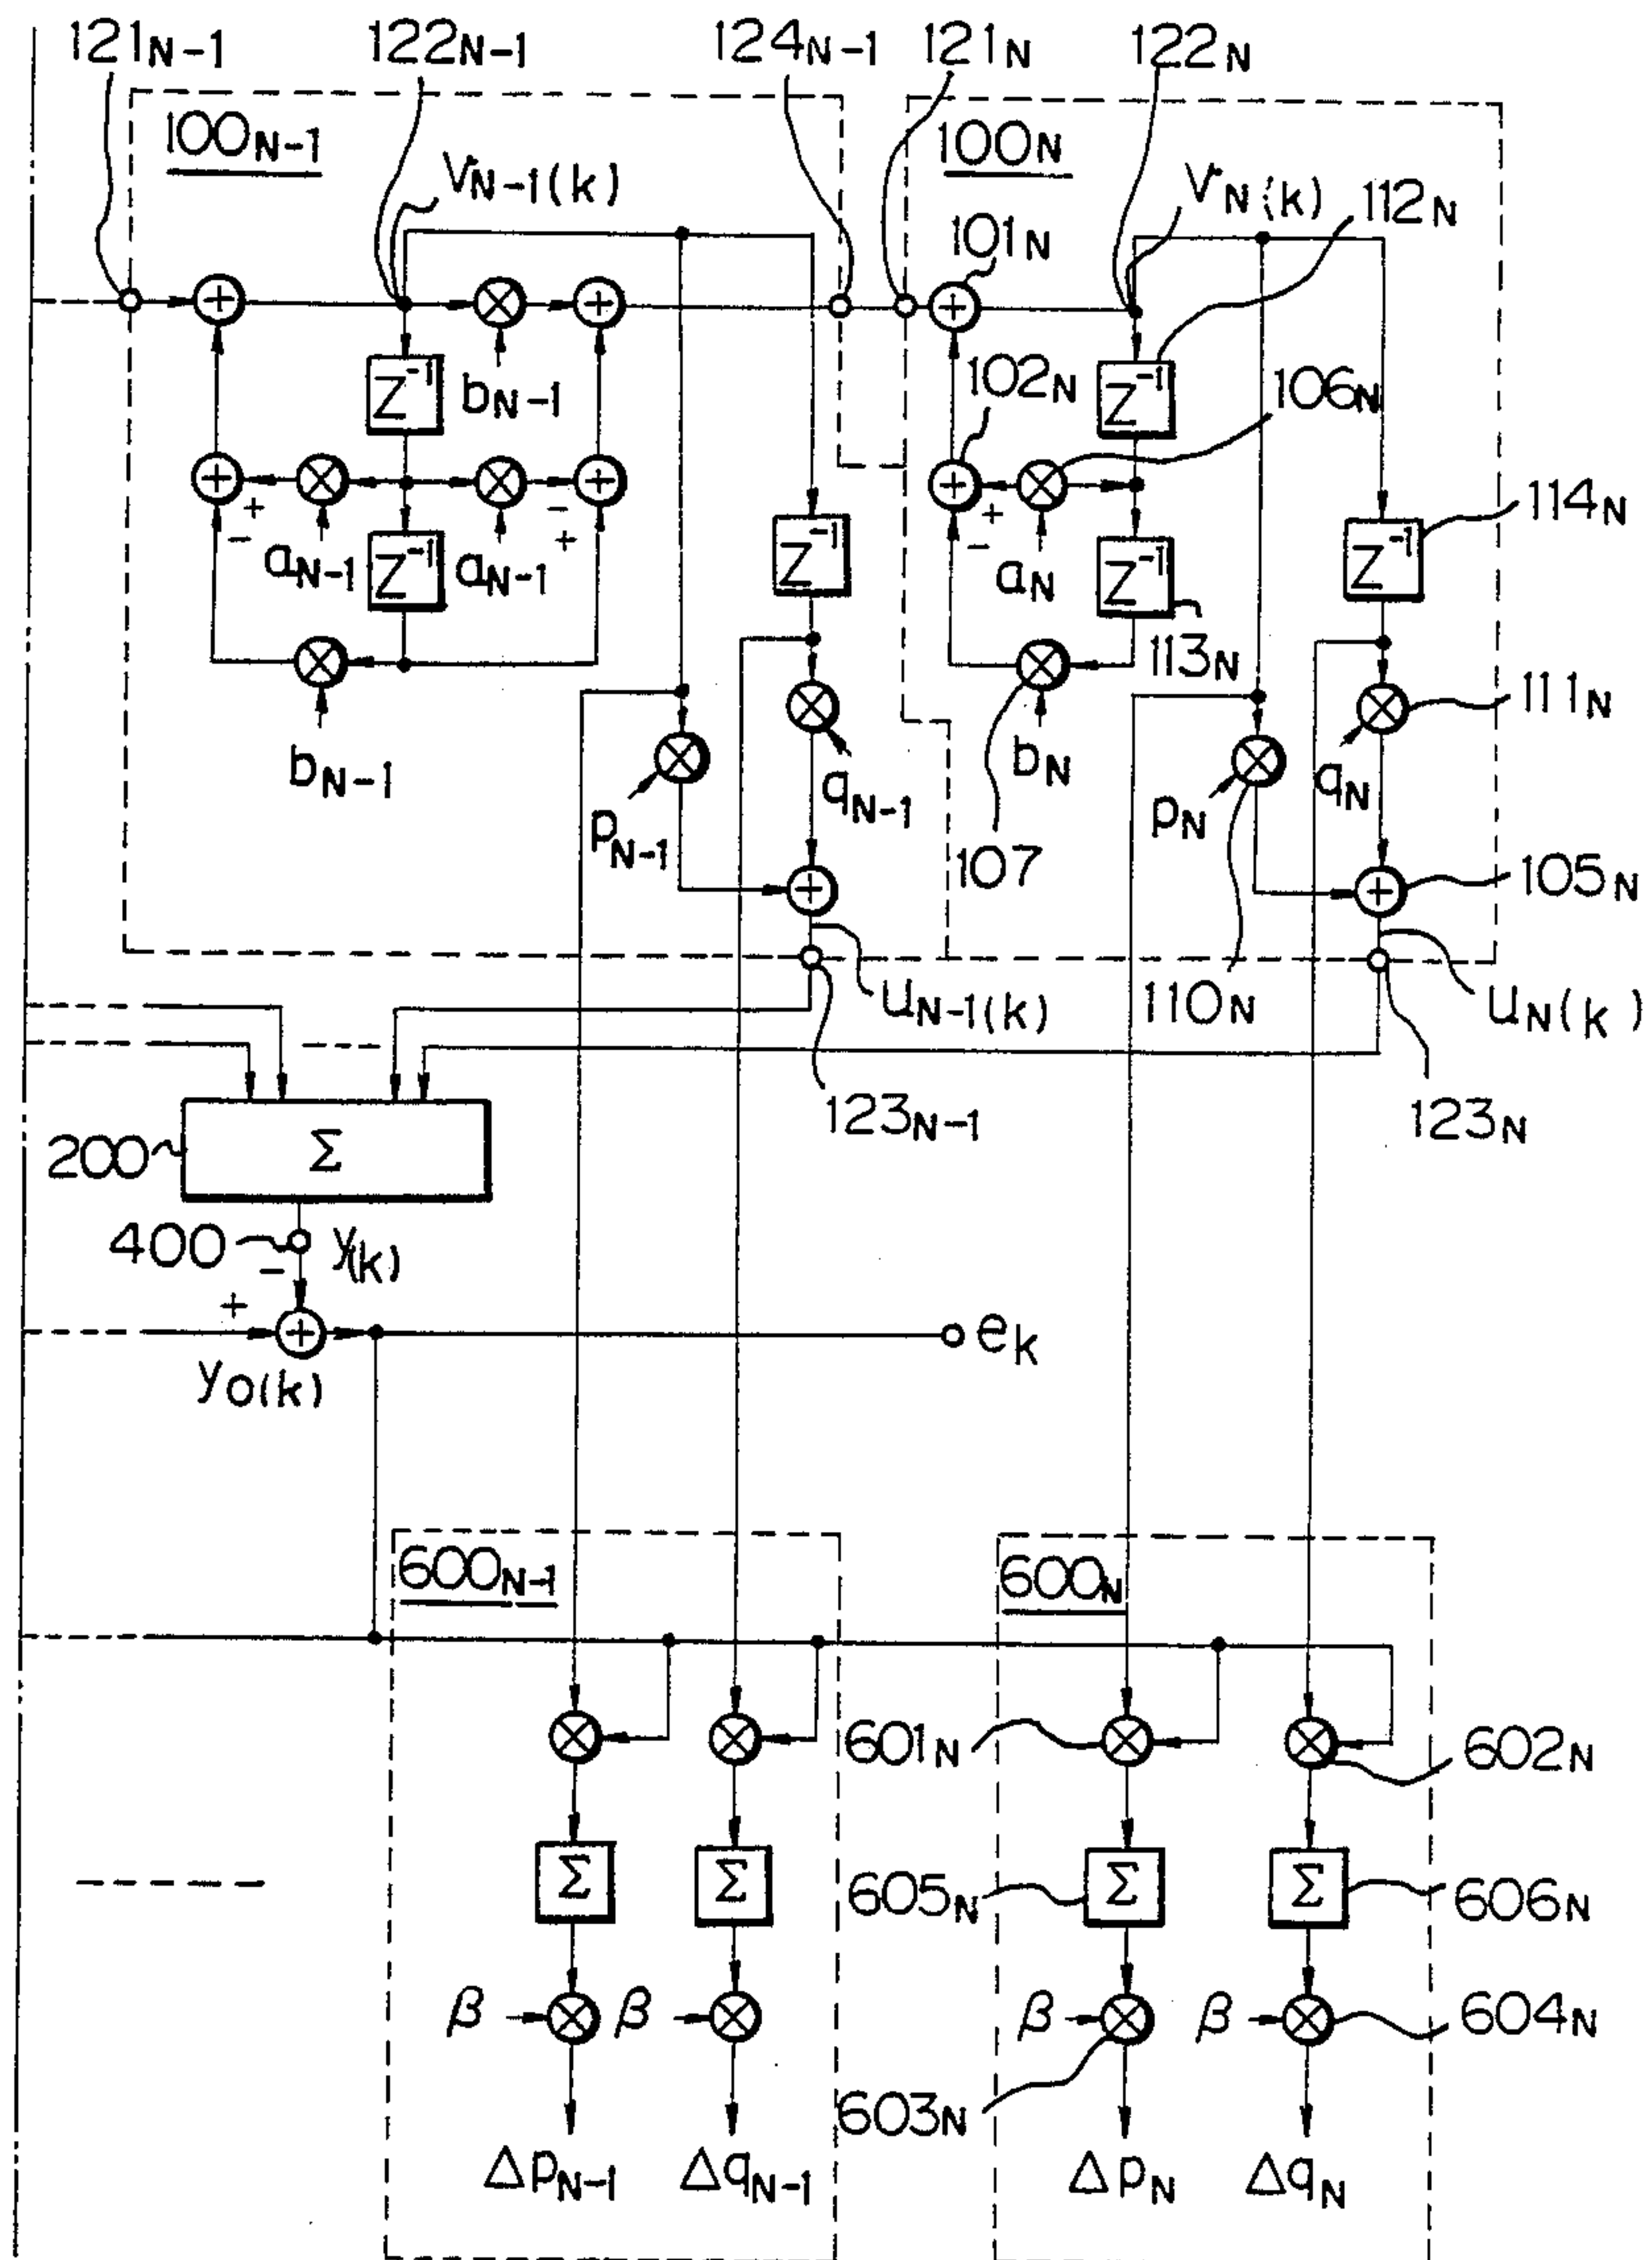 121N-1 122N-1 124N-1 121N 122N
100N-1 100N
VN-1(k) VN(k) 112N
101N
+ + +
Z-1 bN-1 102N Z-1 106N
+ + +
+ - + -
- + 114N
aN-1 Z-1 aN-1 Z-1 aN Z-1 Z-1
113N
111N
bN-1 bN
qN-1 pN qN
pN-1
107
+ + 105N
uN-1(k) 110N uN(k)
123N-1 123N
200 Σ
400 y(k)
-
+
+ ek
y0(k)
600N-1 600N
601N 602N
Σ Σ 605N Σ Σ 606N
β β β β 604N
603N
ΔpN-1 ΔqN-1 ΔpN ΔqN